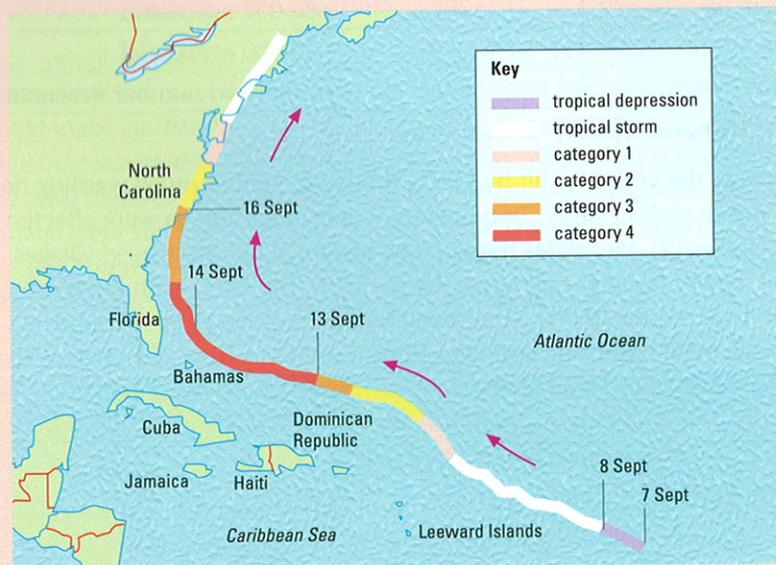 Key
tropical depression
tropical storm
category 1
category 2
category 3
category 4
North
Carolina
16 Sept
14 Sept
Florida
13 Sept
Atlantic Ocean
Bahamas
Cuba
Dominican
Republic
Jamaica
Haiti
8 Sept
7 Sept
Caribbean Sea
Leeward Islands